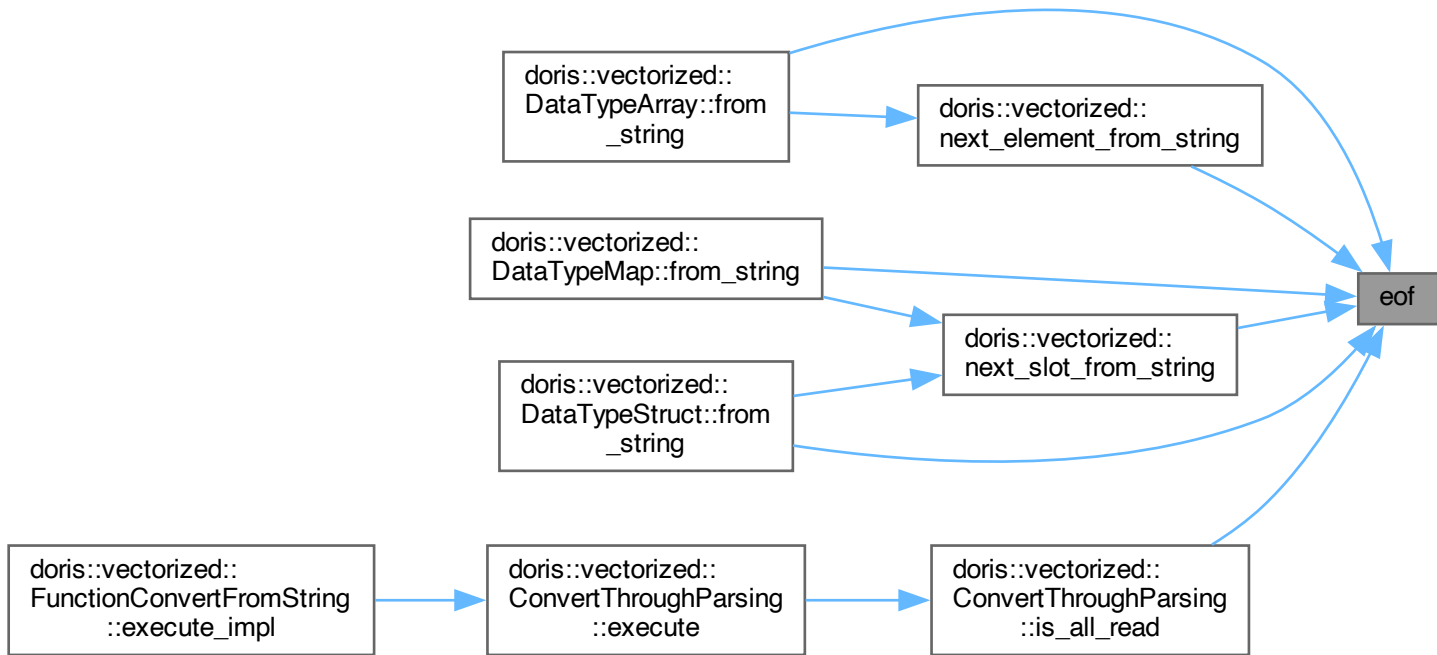 doris::vectorized::
DataTypeArray::from
_string
doris::vectorized::
next_element_from_string
doris::vectorized::
DataTypeMap::from_string
eof
doris::vectorized::
next_slot_from_string
doris::vectorized::
DataTypeStruct::from
_string
doris::vectorized::
FunctionConvertFromString
::execute_impl
doris::vectorized::
ConvertThroughParsing
::execute
doris::vectorized::
ConvertThroughParsing
::is_all_read